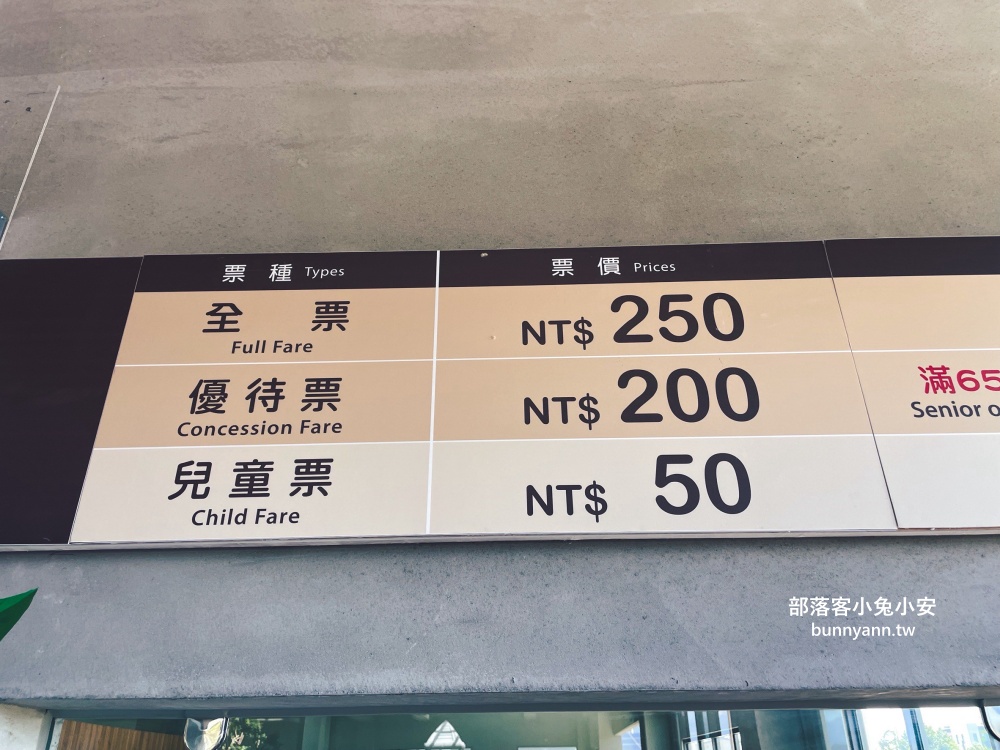 票種 Types
票價 Prices
全票
Full Fare
NT$ 250
優待票
Concession Fare
NT$ 200
滿65
Senior o
兒童票
Child Fare
NT$ 50
部落客小兔小安
bunnyann.tw